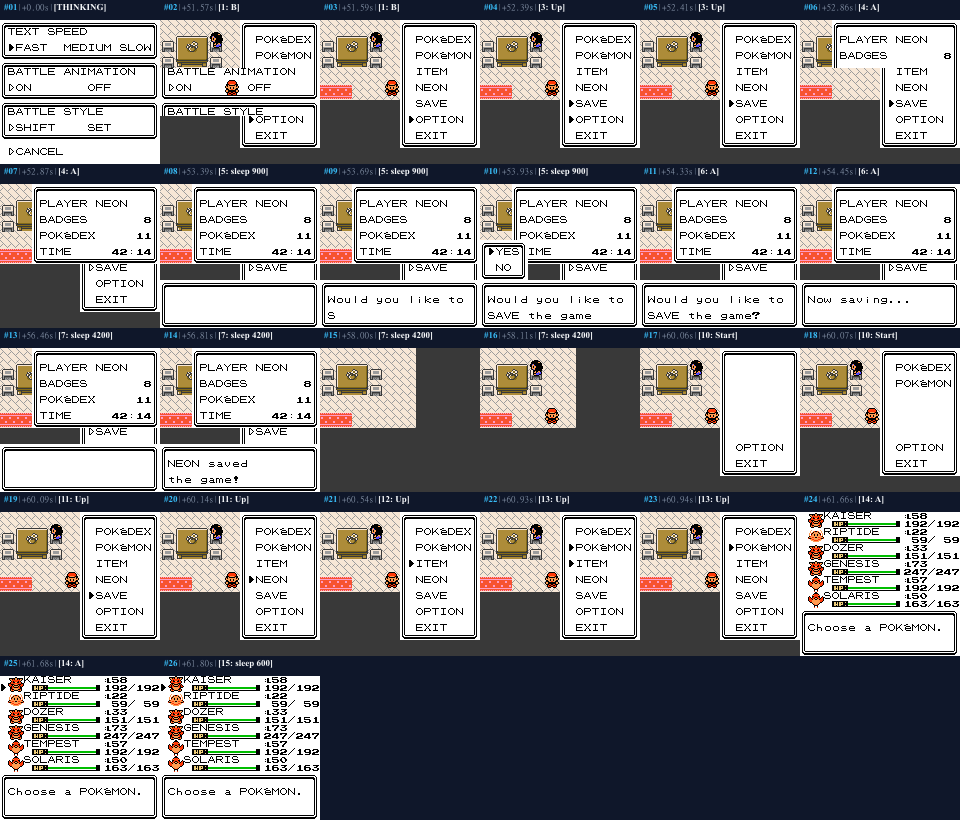 #01|+0.00s|[THINKING]
TEXT SPEED
▶FAST MEDIUM SLOW
BATTLE ANIMATION
▷ON OFF
BATTLE STYLE
▷SHIFT SET
▷CANCEL
#02|+51.57s|[1: B]
POKéDEX
POKéMON
BATTLE ANIMATION
▷ON OFF
BATTLE STYLE
▶OPTION
EXIT
#03|+51.59s|[1: B]
POKéDEX
POKéMON
ITEM
NEON
SAVE
▶OPTION
EXIT
#04|+52.39s|[3: Up]
POKéDEX
POKéMON
ITEM
NEON
▶SAVE
▶OPTION
EXIT
#05|+52.41s|[3: Up]
POKéDEX
POKéMON
ITEM
NEON
▶SAVE
OPTION
EXIT
#06|+52.86s|[4: A]
PLAYER NEON
BADGES 8
ITEM
NEON
▶SAVE
OPTION
EXIT
#07|+52.87s|[4: A]
PLAYER NEON
BADGES 8
POKéDEX 11
TIME 42:14
▷SAVE
OPTION
EXIT
#08|+53.39s|[5: sleep 900]
PLAYER NEON
BADGES 8
POKéDEX 11
TIME 42:14
▷SAVE
#09|+53.69s|[5: sleep 900]
PLAYER NEON
BADGES 8
POKéDEX 11
TIME 42:14
▷SAVE
Would you like to
S
#10|+53.93s|[5: sleep 900]
PLAYER NEON
BADGES 8
POKéDEX 11
▶YES IME 42:14
NO ▷SAVE
Would you like to
SAVE the game
#11|+54.33s|[6: A]
PLAYER NEON
BADGES 8
POKéDEX 11
TIME 42:14
▷SAVE
Would you like to
SAVE the game?
#12|+54.45s|[6: A]
PLAYER NEON
BADGES 8
POKéDEX 11
TIME 42:14
▷SAVE
Now saving...
#13|+56.46s|[7: sleep 4200]
PLAYER NEON
BADGES 8
POKéDEX 11
TIME 42:14
▷SAVE
#14|+56.81s|[7: sleep 4200]
PLAYER NEON
BADGES 8
POKéDEX 11
TIME 42:14
▷SAVE
NEON saved
the game!
#15|+58.00s|[7: sleep 4200]
#16|+58.11s|[7: sleep 4200]
#17|+60.06s|[10: Start]
OPTION
EXIT
#18|+60.07s|[10: Start]
POKéDEX
POKéMON
OPTION
EXIT
#19|+60.09s|[11: Up]
POKéDEX
POKéMON
ITEM
NEON
▶SAVE
OPTION
EXIT
#20|+60.14s|[11: Up]
POKéDEX
POKéMON
ITEM
▶NEON
SAVE
OPTION
EXIT
#21|+60.54s|[12: Up]
POKéDEX
POKéMON
▶ITEM
NEON
SAVE
OPTION
EXIT
#22|+60.93s|[13: Up]
POKéDEX
▶POKéMON
▶ITEM
NEON
SAVE
OPTION
EXIT
#23|+60.94s|[13: Up]
POKéDEX
▶POKéMON
ITEM
NEON
SAVE
OPTION
EXIT
#24|+61.66s|[14: A]
KAISER :L58
HP: 192/192
RIPTIDE :L22
HP: 59/ 59
DOZER :L33
HP: 151/151
GENESIS :L73
HP: 247/247
TEMPEST :L57
HP: 192/192
SOLARIS :L50
HP: 163/163
Choose a POKéMON.
#25|+61.68s|[14: A]
▶KAISER :L58
HP: 192/192
RIPTIDE :L22
HP: 59/ 59
DOZER :L33
HP: 151/151
GENESIS :L73
HP: 247/247
TEMPEST :L57
HP: 192/192
SOLARIS :L50
HP: 163/163
Choose a POKéMON.
#26|+61.80s|[15: sleep 600]
▶KAISER :L58
HP: 192/192
RIPTIDE :L22
HP: 59/ 59
DOZER :L33
HP: 151/151
GENESIS :L73
HP: 247/247
TEMPEST :L57
HP: 192/192
SOLARIS :L50
HP: 163/163
Choose a POKéMON.